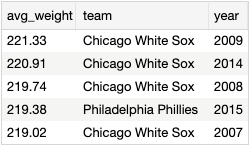 avg_weight team year
221.33 Chicago White Sox 2009
220.91 Chicago White Sox 2014
219.74 Chicago White Sox 2008
219.38 Philadelphia Phillies 2015
219.02 Chicago White Sox 2007